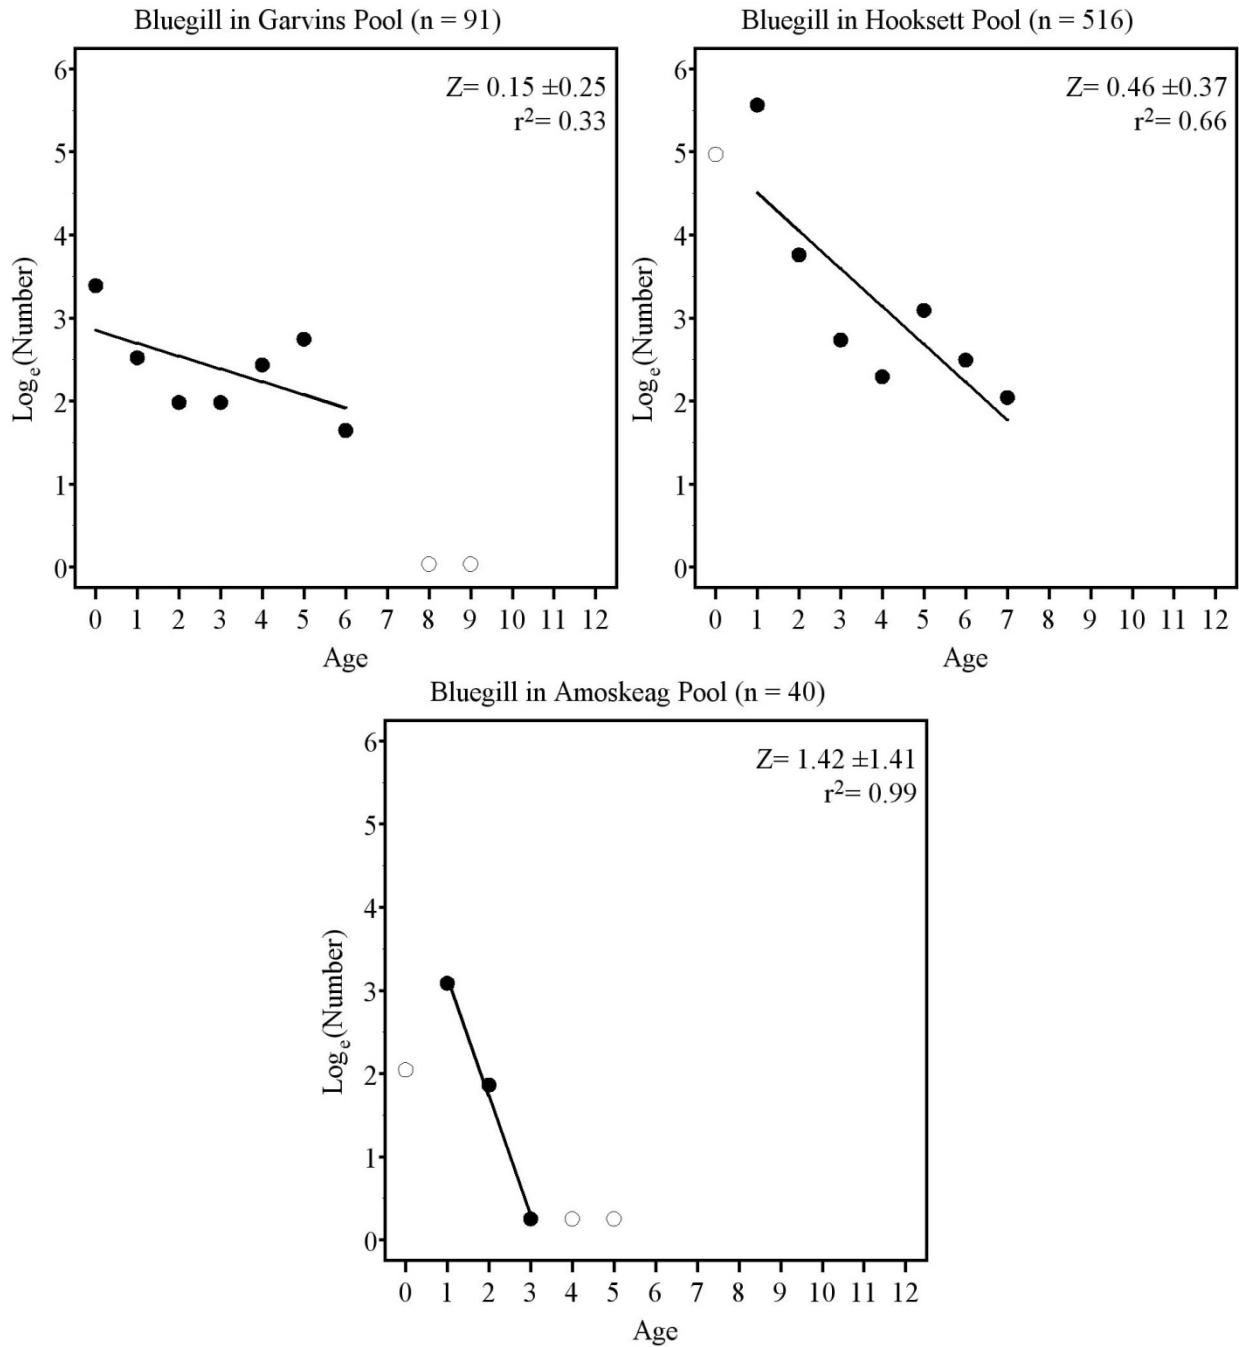 Bluegill in Garvins Pool (n = 91)
Z= 0.15 ±0.25
r²= 0.33
6
5
4
3
2
1
0
Logₑ(Number)
0 1 2 3 4 5 6 7 8 9 10 11 12
Age
Bluegill in Hooksett Pool (n = 516)
Z= 0.46 ±0.37
r²= 0.66
6
5
4
3
2
1
0
Logₑ(Number)
0 1 2 3 4 5 6 7 8 9 10 11 12
Age
Bluegill in Amoskeag Pool (n = 40)
Z= 1.42 ±1.41
r²= 0.99
6
5
4
3
2
1
0
Logₑ(Number)
0 1 2 3 4 5 6 7 8 9 10 11 12
Age